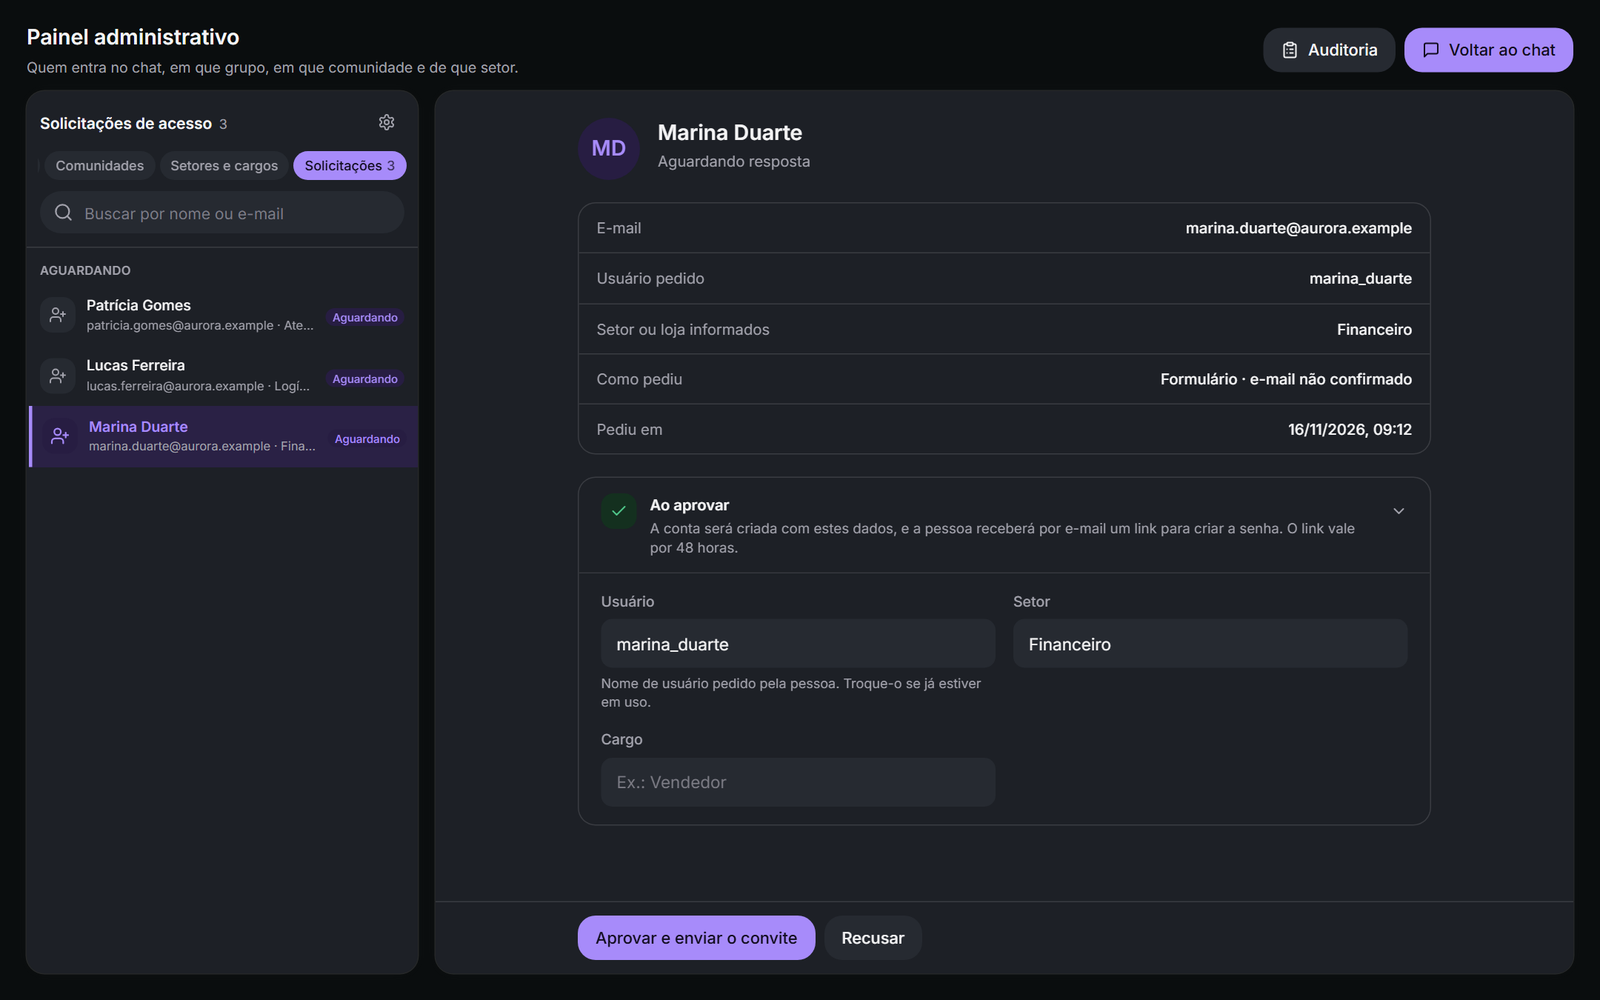 Painel administrativo
Quem entra no chat, em que grupo, em que comunidade e de que setor.
Auditoria
Voltar ao chat
Solicitações de acesso 3
Comunidades
Setores e cargos
Solicitações 3
Buscar por nome ou e-mail
AGUARDANDO
Patrícia Gomes
patricia.gomes@aurora.example · Ate...
Aguardando
Lucas Ferreira
lucas.ferreira@aurora.example · Logí...
Aguardando
Marina Duarte
marina.duarte@aurora.example · Fina...
Aguardando
MD
Marina Duarte
Aguardando resposta
E-mail
marina.duarte@aurora.example
Usuário pedido
marina_duarte
Setor ou loja informados
Financeiro
Como pediu
Formulário · e-mail não confirmado
Pediu em
16/11/2026, 09:12
Ao aprovar
A conta será criada com estes dados, e a pessoa receberá por e-mail um link para criar a senha. O link vale
por 48 horas.
Usuário
marina_duarte
Nome de usuário pedido pela pessoa. Troque-o se já estiver
em uso.
Setor
Financeiro
Cargo
Ex.: Vendedor
Aprovar e enviar o convite
Recusar